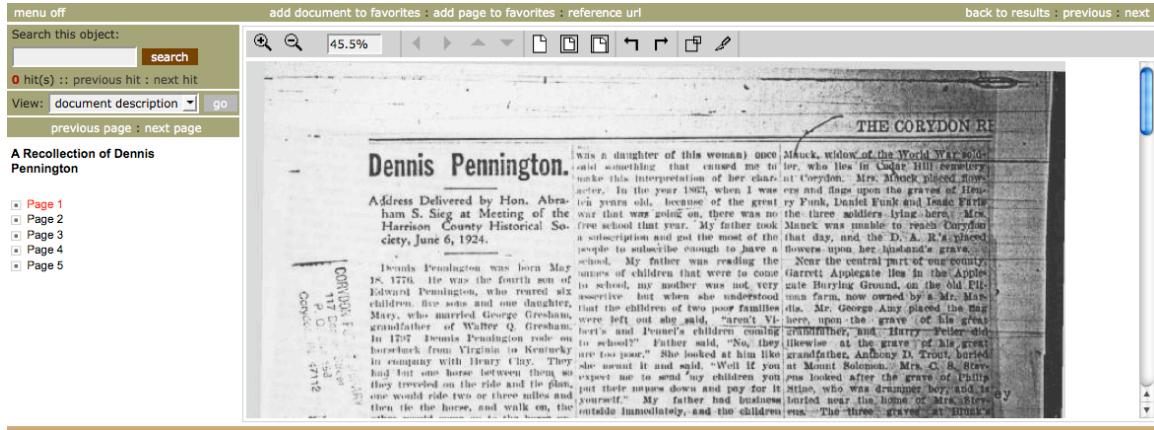 menu off
add document to favorites : add page to favorites : reference url
back to results : previous : next
Search this object:
search
0 hit(s) :: previous hit : next hit
View: document description go
previous page : next page
A Recollection of Dennis
Pennington
Page 1
Page 2
Page 3
Page 4
Page 5
45.5%
THE CORYDON RE
Dennis Pennington.
Address Delivered by Hon. Abra-
ham S. Sieg at Meeting of the
Harrison County Historical So-
ciety, June 6, 1924.
Dennis Pennington was born May
18, 1776. He was the fourth son of
Edward Pennington, who reared six
children, five sons and one daughter,
Mary, who married George Gresham,
grandfather of Walter Q. Gresham.
In 1797 Dennis Pennington rode on
horseback from Virginia to Kentucky
in company with Henry Clay. They
had but one horse between them so
they traveled on the ride and tie plan,
one would ride two or three miles and
then tie the horse, and walk on, the
was a daughter of this woman) once
said something that caused me to
make this interpretation of her char-
acter. In the year 1863, when I was
ten years old, because of the great
war that was going on, there was no
free school that year. My father took
a subscription and got the most of the
people to subscribe enough to have a
school. My father was reading the
names of children that were to come
to school, my mother was not very
assertive but when she understood
that the children of two poor families
were left out she said, "aren't Vi-
bert's and Pennel's children coming
to school?" Father said, "No, they
are too poor." She looked at him like
she meant it and said, "Well if you
expect me to send my children you
put their names down and pay for it
yourself." My father had business
outside immediately, and the children
Mauck, widow of the World War sold-
ier, who lies in Cedar Hill cemetery
at Corydon. Mrs. Mauck placed flow-
ers and flags upon the graves of Hen-
ry Funk, Daniel Funk and Isaac
the three soldiers lying here. Mrs.
Mauck was unable to reach Corydon
that day, and the D. A. R.'s placed
flowers upon her husband's grave.
Near the central part of our county,
Garrett Applegate lies in the Apple-
gate Burying Ground, on the old Pit-
man farm, now owned by a Mr. Mar-
dis. Mr. George Amy placed the flag
here, upon the grave of his great
grandfather, and Harry Feller did
likewise at the grave of his great
grandfather, Anthony D. Trout, buried
at Mount Solomon. Mrs. C. S. Stev-
ens looked after the grave of Philip
Stine, who was drummer boy, and is
buried near the home of Mrs. Stev-
ens. The three graves at
CORYDON
117
P. O.
47112